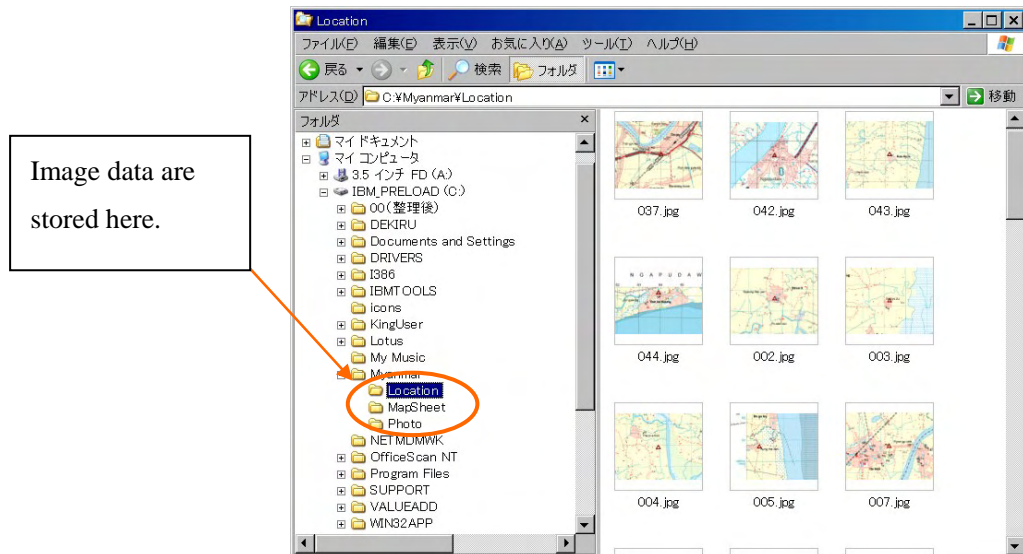 Image data are
stored here.
Location
ファイル(F) 編集(E) 表示(V) お気に入り(A) ツール(T) ヘルプ(H)
戻る 検索 フォルダ
アドレス(D) C:¥Myanmar¥Location 移動
フォルダ ×
マイ ドキュメント
マイ コンピュータ
3.5 インチ FD (A:)
IBM_PRELOAD (C:)
00(整理後)
DEKIRU
Documents and Settings
DRIVERS
I386
IBMTOOLS
icons
KingUser
Lotus
My Music
Myanmar
Location
MapSheet
Photo
NETMDMWK
OfficeScan NT
Program Files
SUPPORT
VALUEADD
WIN32APP
037.jpg 042.jpg 043.jpg
N G A P U D A W
044.jpg 002.jpg 003.jpg
004.jpg 005.jpg 007.jpg